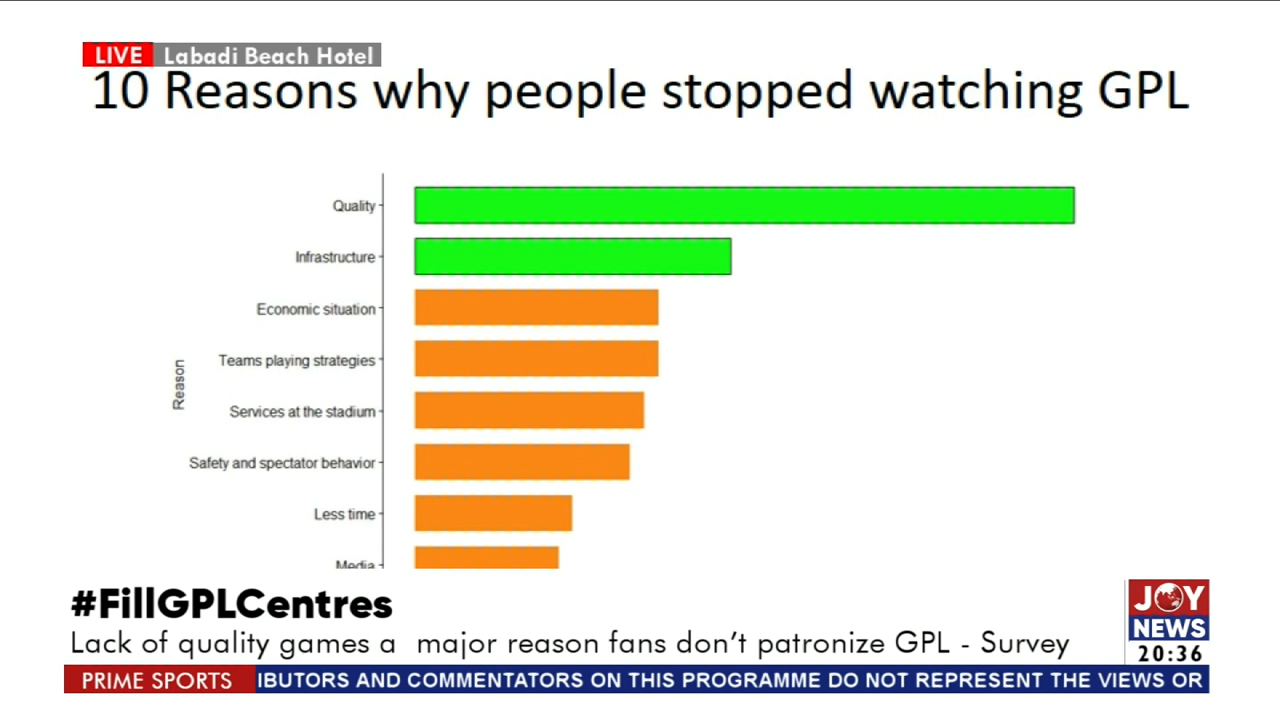 LIVE Labadi Beach Hotel
10 Reasons why people stopped watching GPL
Quality
Infrastructure
Economic situation
Teams playing strategies
Reason
Services at the stadium
Safety and spectator behavior
Less time
Media
#FillGPLCentres
Lack of quality games a major reason fans don't patronize GPL - Survey
JOY
NEWS
20:36
PRIME SPORTS IBUTORS AND COMMENTATORS ON THIS PROGRAMME DO NOT REPRESENT THE VIEWS OR